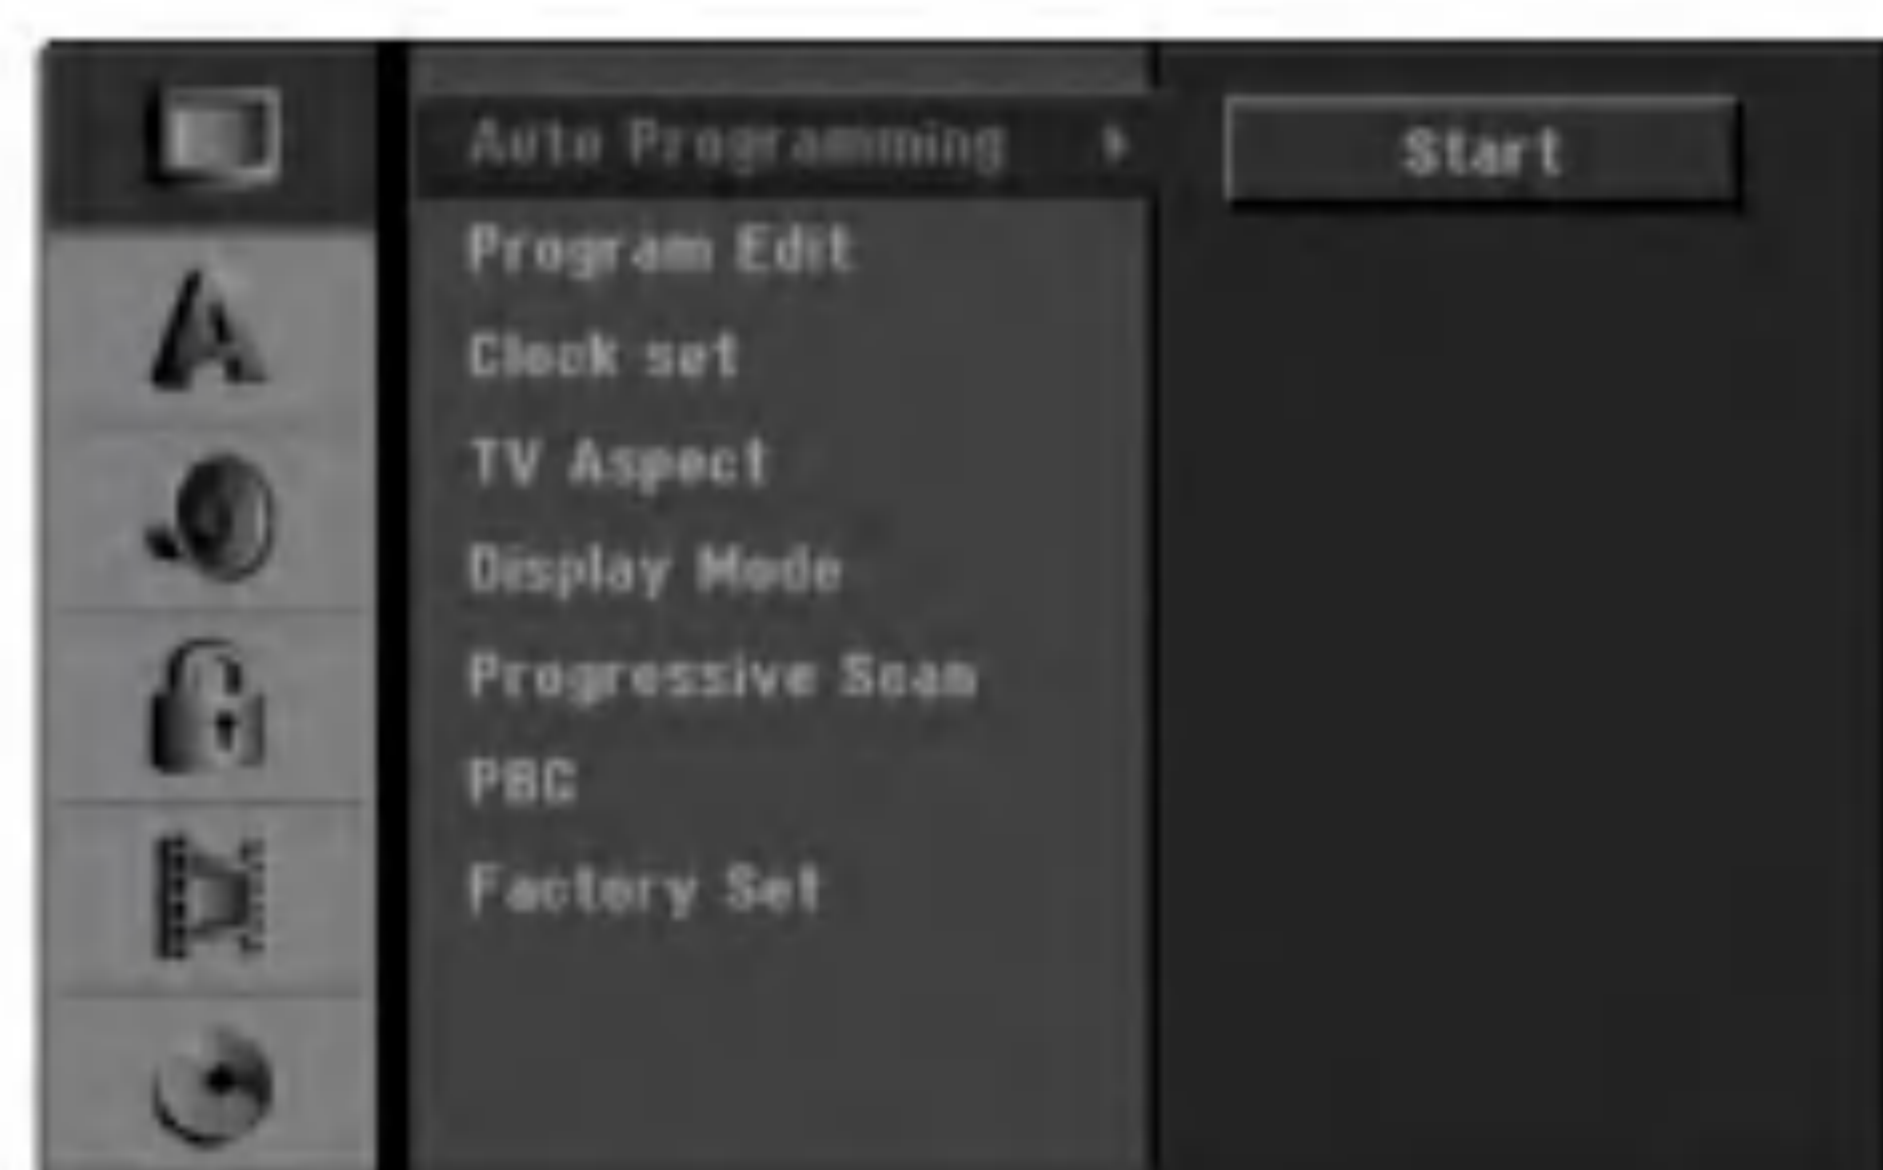 Auto Programming
Start
Program Edit
Clock set
TV Aspect
Display Mode
Progressive Scan
PBC
Factory Set